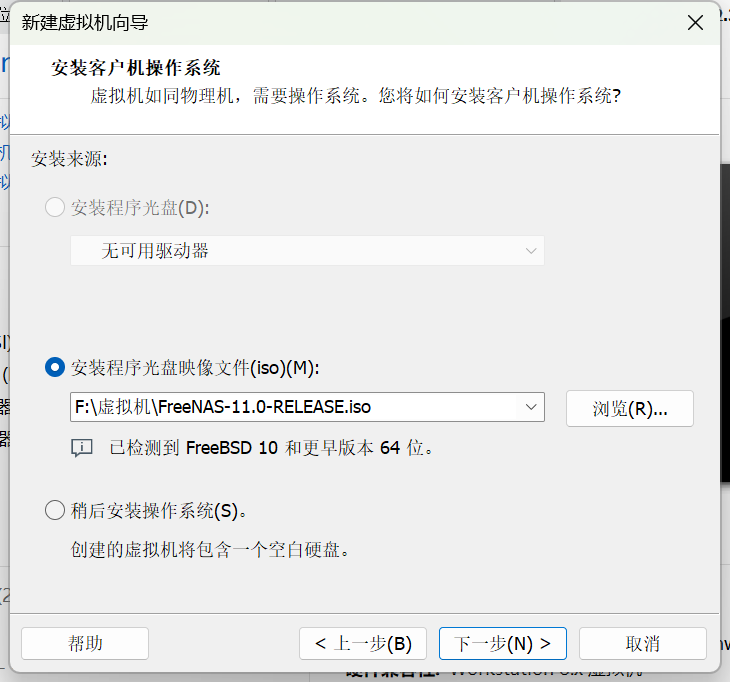 新建虚拟机向导
安装客户机操作系统
虚拟机如同物理机，需要操作系统。您将如何安装客户机操作系统?
安装来源:
安装程序光盘(D):
无可用驱动器
安装程序光盘映像文件(iso)(M):
F:\虚拟机\FreeNAS-11.0-RELEASE.iso
浏览(R)...
已检测到 FreeBSD 10 和更早版本 64 位。
稍后安装操作系统(S)。
创建的虚拟机将包含一个空白硬盘。
帮助
< 上一步(B)
下一步(N) >
取消